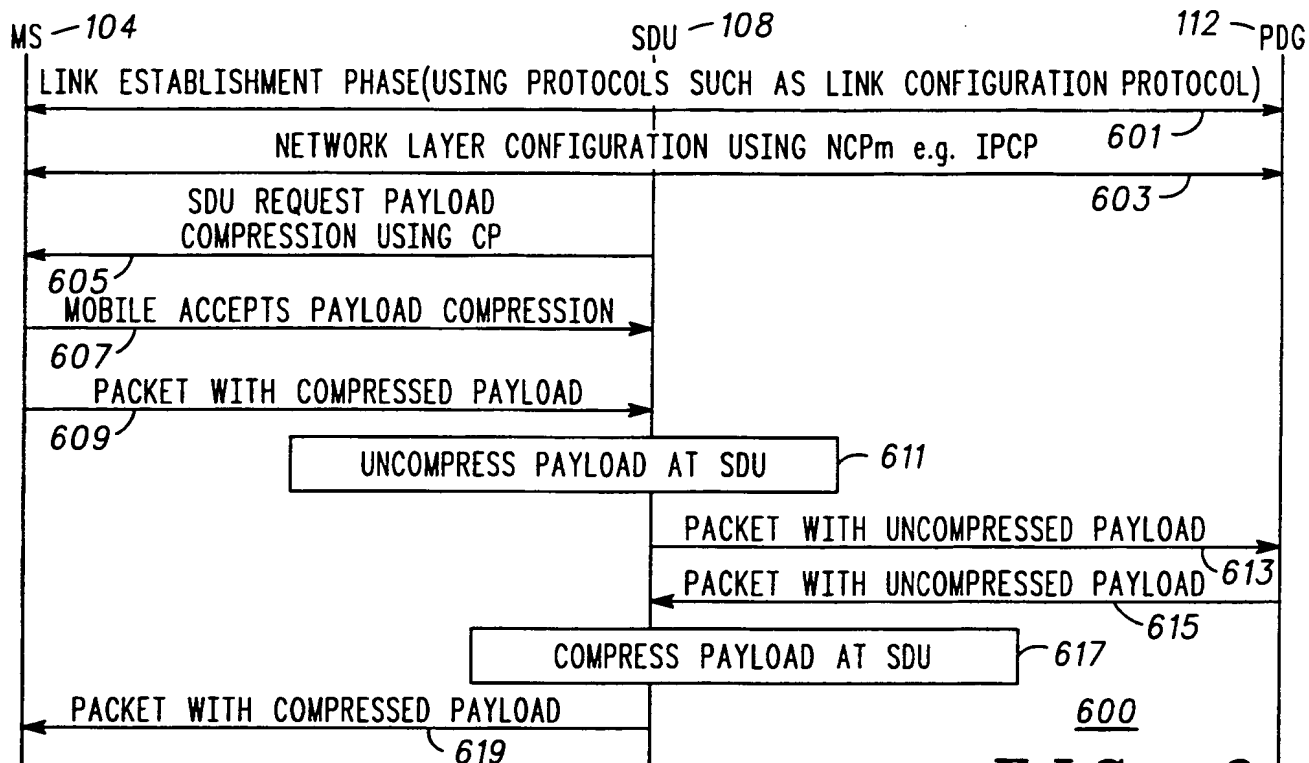 MS 104 SDU 108 112 PDG
LINK ESTABLISHMENT PHASE(USING PROTOCOLS SUCH AS LINK CONFIGURATION PROTOCOL)
601
NETWORK LAYER CONFIGURATION USING NCPm e.g. IPCP
603
SDU REQUEST PAYLOAD
COMPRESSION USING CP
605
MOBILE ACCEPTS PAYLOAD COMPRESSION
607
PACKET WITH COMPRESSED PAYLOAD
609
UNCOMPRESS PAYLOAD AT SDU 611
PACKET WITH UNCOMPRESSED PAYLOAD
613
PACKET WITH UNCOMPRESSED PAYLOAD
615
COMPRESS PAYLOAD AT SDU 617
PACKET WITH COMPRESSED PAYLOAD
619
600